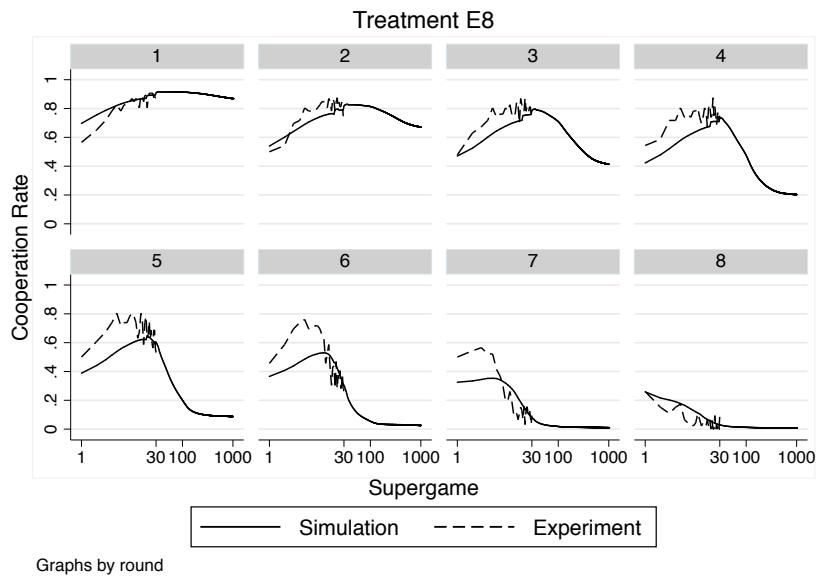 Treatment E8
1 2 3 4
Cooperation Rate
0 .2 .4 .6 .8 1
5 6 7 8
0 .2 .4 .6 .8 1
1 30 100 1000 1 30 100 1000 1 30 100 1000 1 30 100 1000
Supergame
Simulation Experiment
Graphs by round